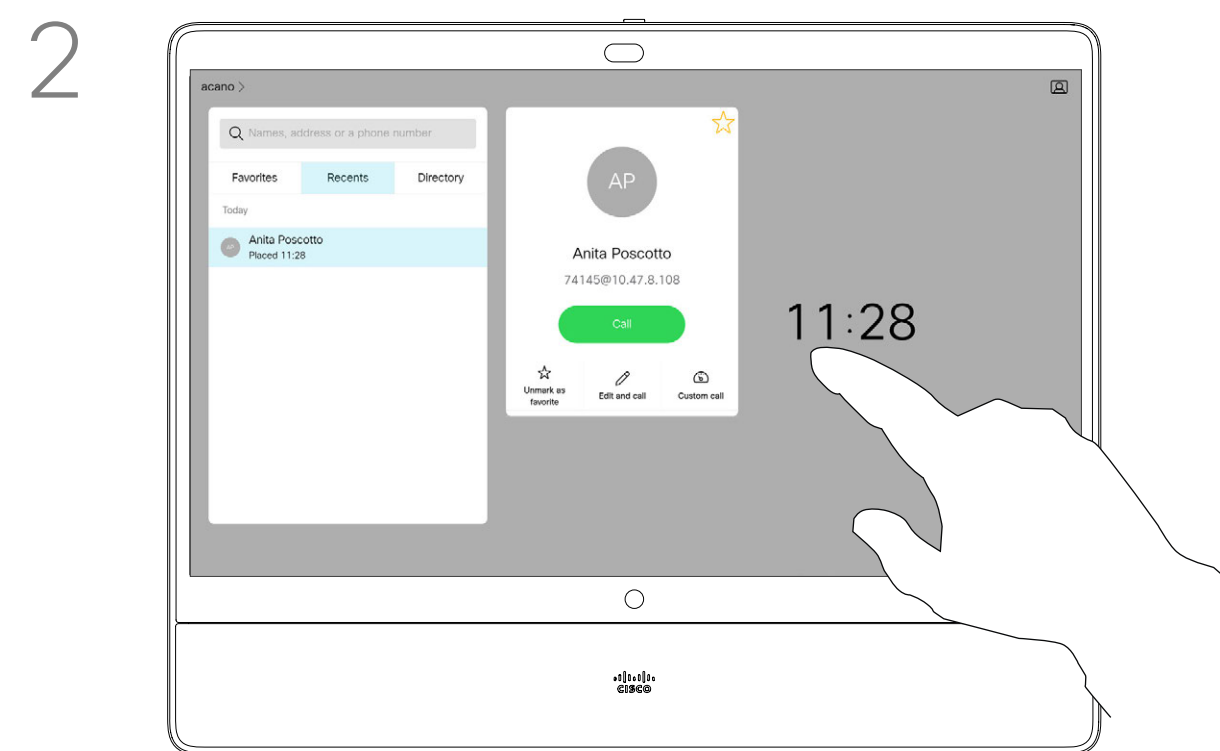 2
acano >
Names, address or a phone number
Favorites Recents Directory
Today
AP Anita Poscotto
Placed 11:28
AP
Anita Poscotto
74145@10.47.8.108
Call
Unmark as favorite
Edit and call
Custom call
11:28
CISCO